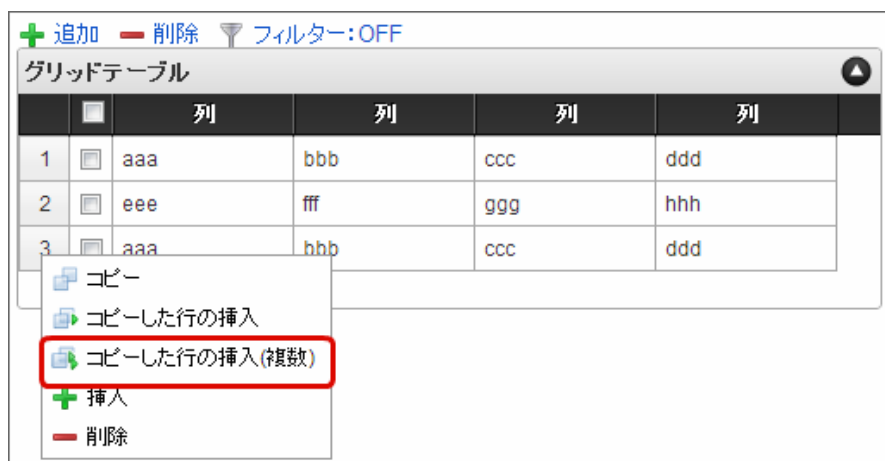 追加 削除 フィルター:OFF
グリッドテーブル
列 列 列 列
1 aaa bbb ccc ddd
2 eee fff ggg hhh
3 aaa bbb ccc ddd
コピー
コピーした行の挿入
コピーした行の挿入(複数)
挿入
削除